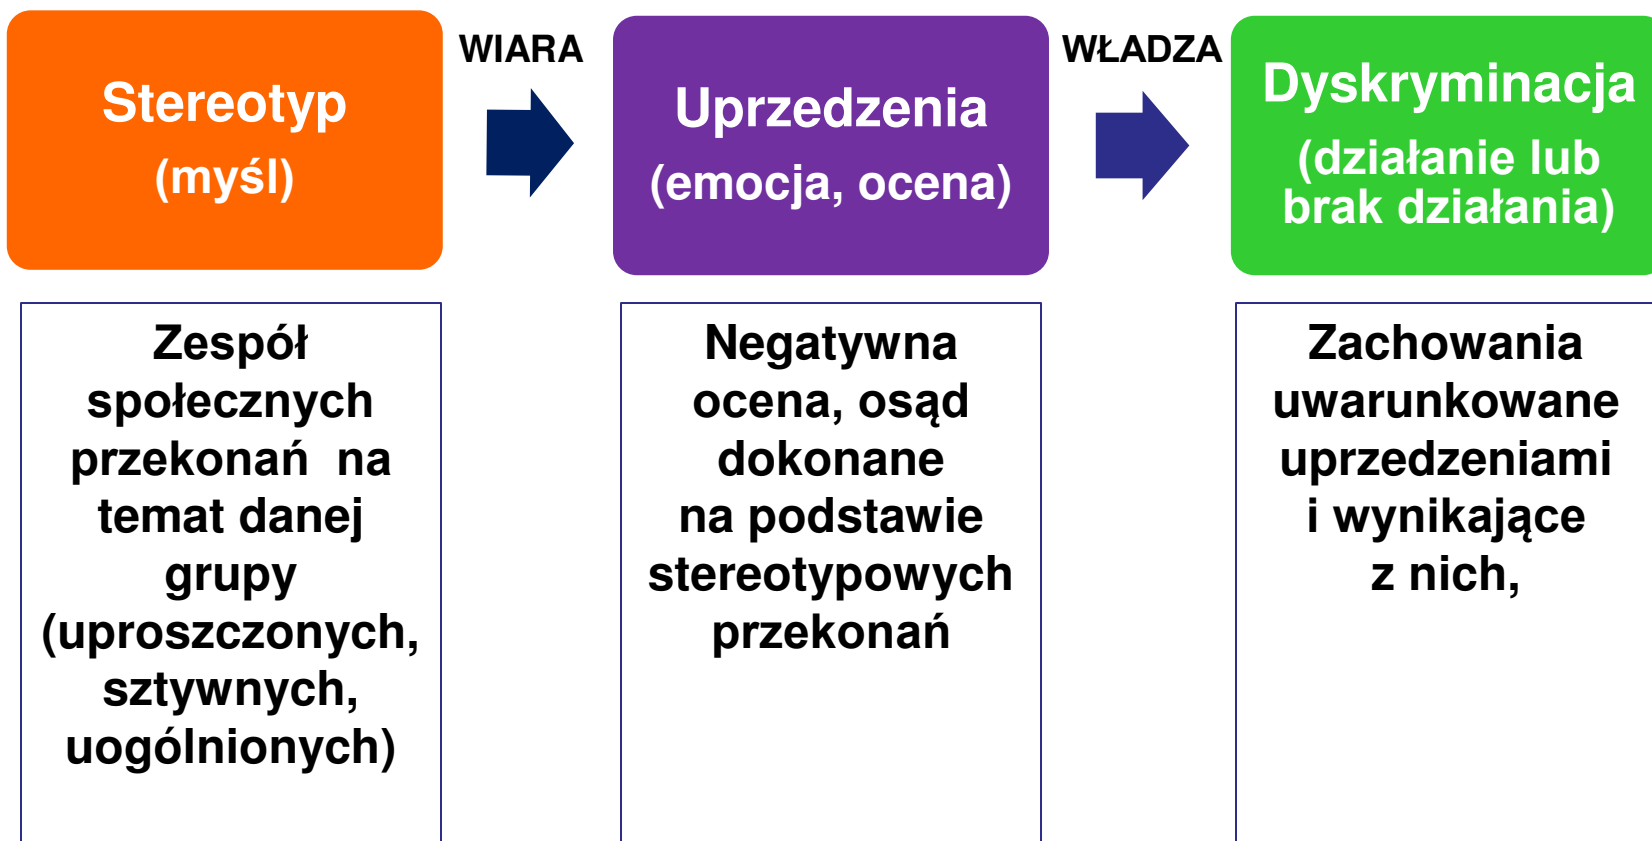 Stereotyp
(myśl)
WIARA
Uprzedzenia
(emocja, ocena)
WŁADZA
Dyskryminacja
(działanie lub
brak działania)
Zespół
społecznych
przekonań na
temat danej
grupy
(uproszczonych,
sztywnych,
uogólnionych)
Negatywna
ocena, osąd
dokonane
na podstawie
stereotypowych
przekonań
Zachowania
uwarunkowane
uprzedzeniami
i wynikające
z nich,